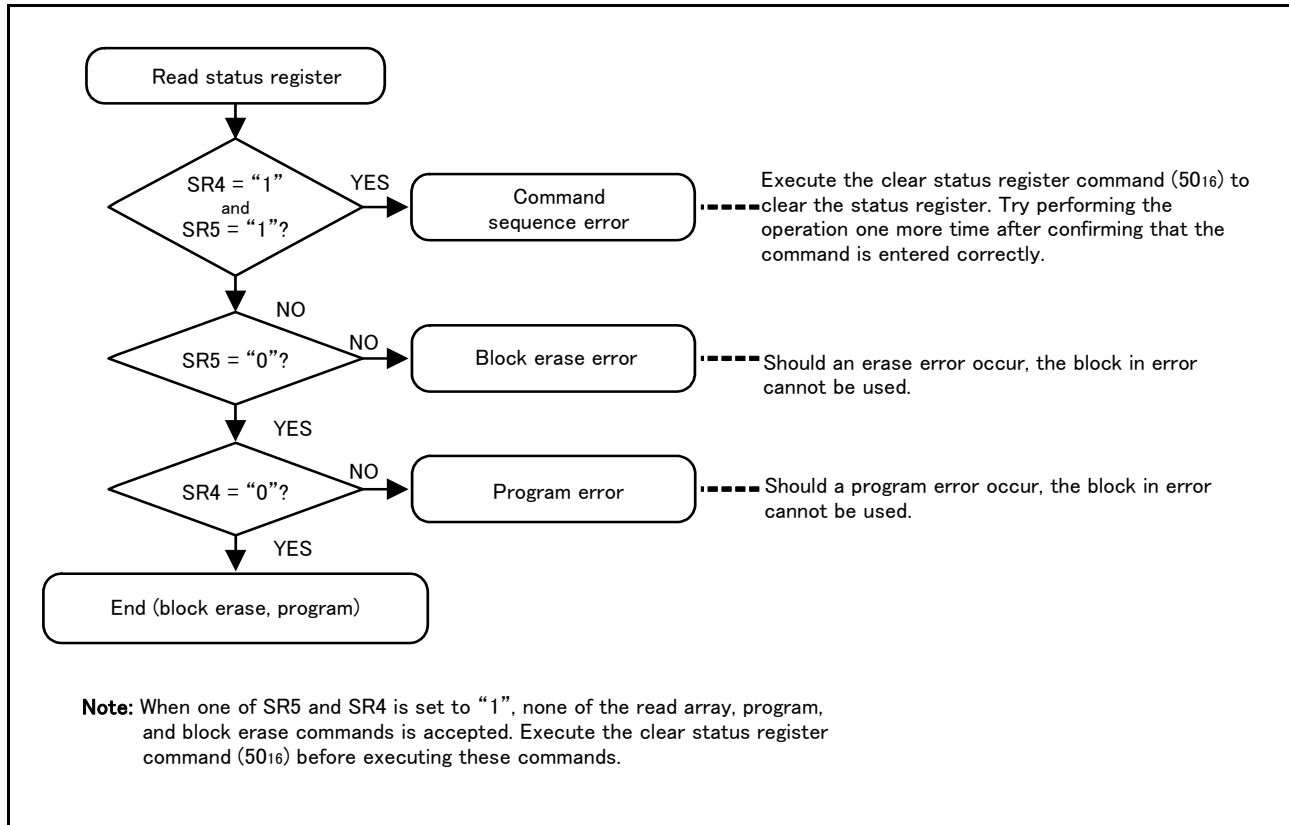 Read status register
SR4 = “1”
and
SR5 = “1”?
YES
Command
sequence error
Execute the clear status register command (5016) to
clear the status register. Try performing the
operation one more time after confirming that the
command is entered correctly.
NO
SR5 = “0”?
NO
Block erase error
Should an erase error occur, the block in error
cannot be used.
YES
SR4 = “0”?
NO
Program error
Should a program error occur, the block in error
cannot be used.
YES
End (block erase, program)
Note: When one of SR5 and SR4 is set to “1”, none of the read array, program,
and block erase commands is accepted. Execute the clear status register
command (5016) before executing these commands.